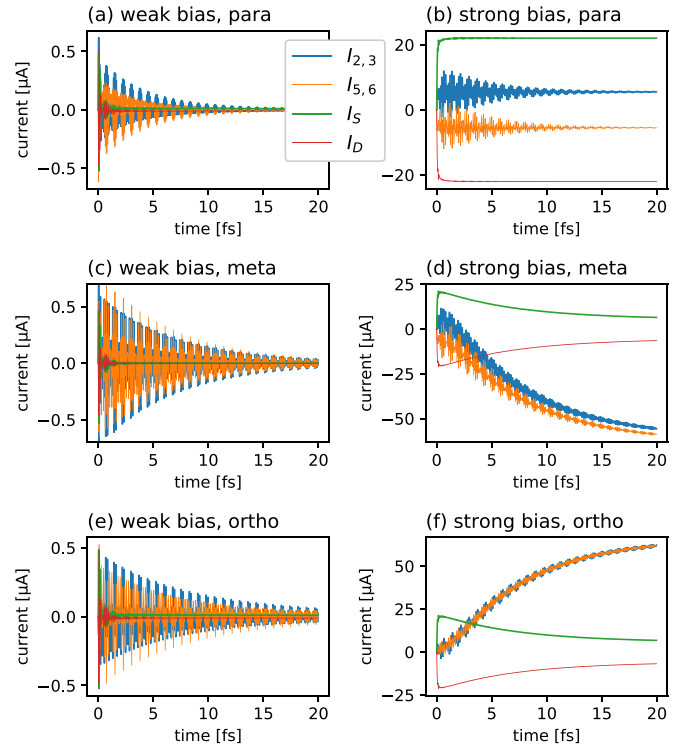 (a) weak bias, para
(b) strong bias, para
0.5
0.0
−0.5
current [μA]
0
5
10
15
20
time [fs]
I2,3
I5,6
IS
ID
20
0
−20
current [μA]
0
5
10
15
20
time [fs]
(c) weak bias, meta
(d) strong bias, meta
0.5
0.0
−0.5
current [μA]
0
5
10
15
20
time [fs]
25
0
−25
−50
current [μA]
0
5
10
15
20
time [fs]
(e) weak bias, ortho
(f) strong bias, ortho
0.5
0.0
−0.5
current [μA]
0
5
10
15
20
time [fs]
50
25
0
−25
current [μA]
0
5
10
15
20
time [fs]